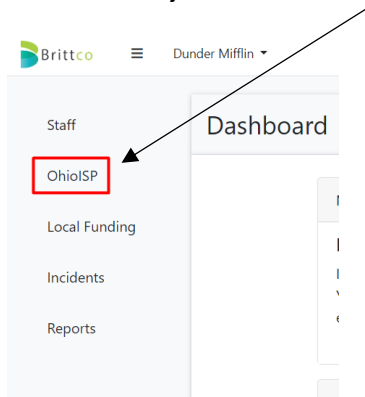 Brittco ☰ Dunder Mifflin
Staff
Dashboard
OhioISP
Local Funding
Incidents
Reports